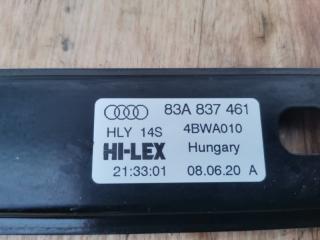 83A 837 461
HLY 14S 4BWA010
HI-LEX Hungary
21:33:01 08.06.20 A